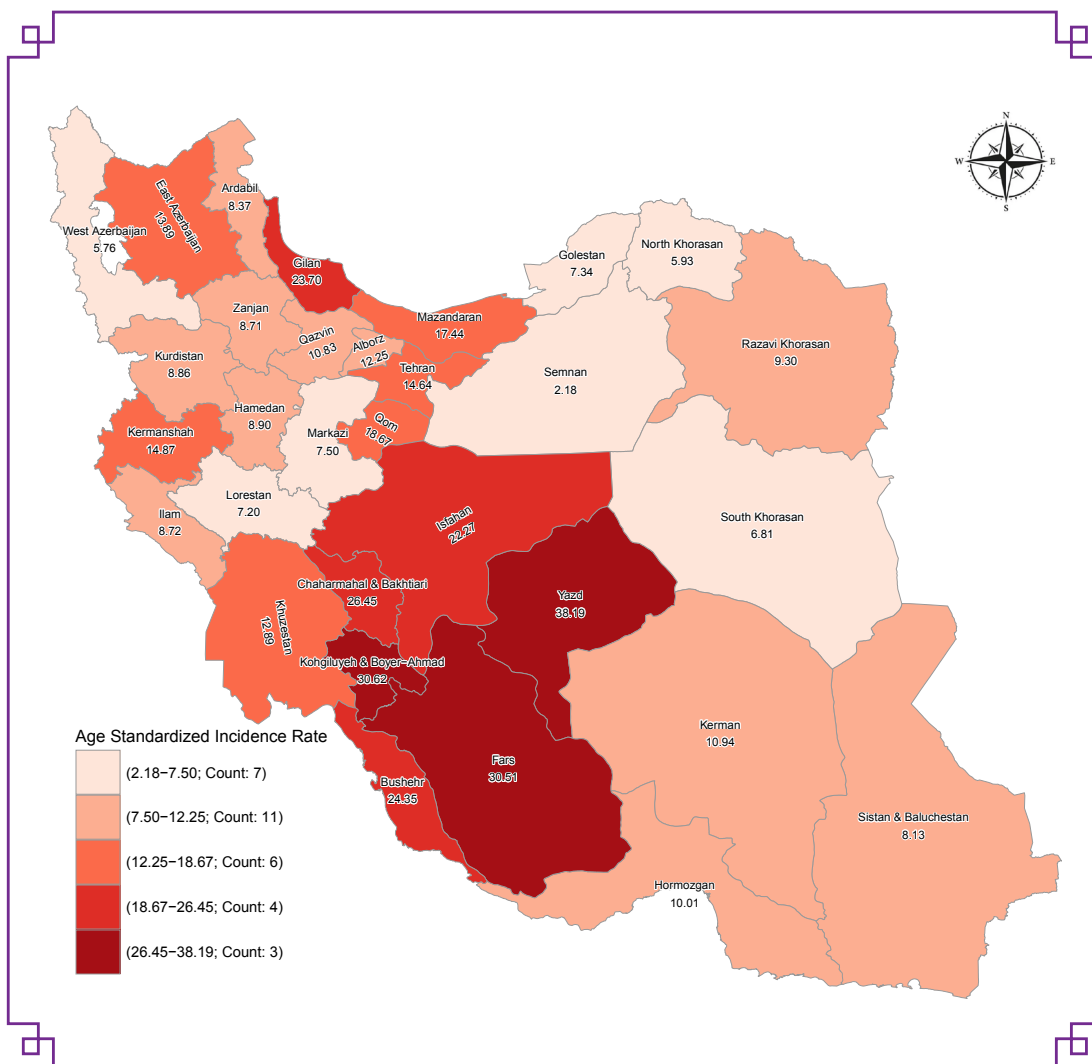 N
W
E
S
Ardabil
8.37
East Azerbaijan
13.89
West Azerbaijan
5.76
Gilan
23.70
Golestan
7.34
North Khorasan
5.93
Zanjan
8.71
Mazandaran
17.44
Qazvin
10.83
Alborz
12.25
Razavi Khorasan
9.30
Kurdistan
8.86
Tehran
14.64
Semnan
2.18
Hamedan
8.90
Qom
18.67
Kermanshah
14.87
Markazi
7.50
Lorestan
7.20
Ilam
8.72
Isfahan
22.27
South Khorasan
6.81
Chaharmahal & Bakhtiari
26.45
Yazd
38.19
Khuzestan
12.89
Kohgiluyeh & Boyer−Ahmad
30.62
Kerman
10.94
Fars
30.51
Bushehr
24.35
Sistan & Baluchestan
8.13
Hormozgan
10.01
Age Standardized Incidence Rate
(2.18−7.50; Count: 7)
(7.50−12.25; Count: 11)
(12.25−18.67; Count: 6)
(18.67−26.45; Count: 4)
(26.45−38.19; Count: 3)